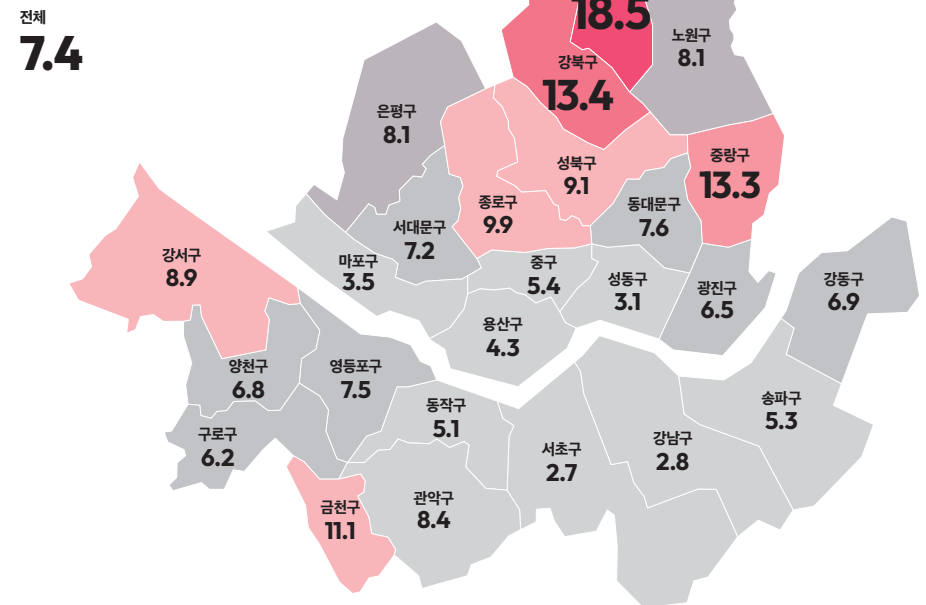 전체
7.4
18.5
노원구
8.1
강북구
13.4
은평구
8.1
중랑구
13.3
성북구
9.1
종로구
9.9
동대문구
7.6
서대문구
7.2
강서구
8.9
마포구
3.5
중구
5.4
성동구
3.1
광진구
6.5
강동구
6.9
용산구
4.3
양천구
6.8
영등포구
7.5
송파구
5.3
동작구
5.1
구로구
6.2
서초구
2.7
강남구
2.8
관악구
8.4
금천구
11.1